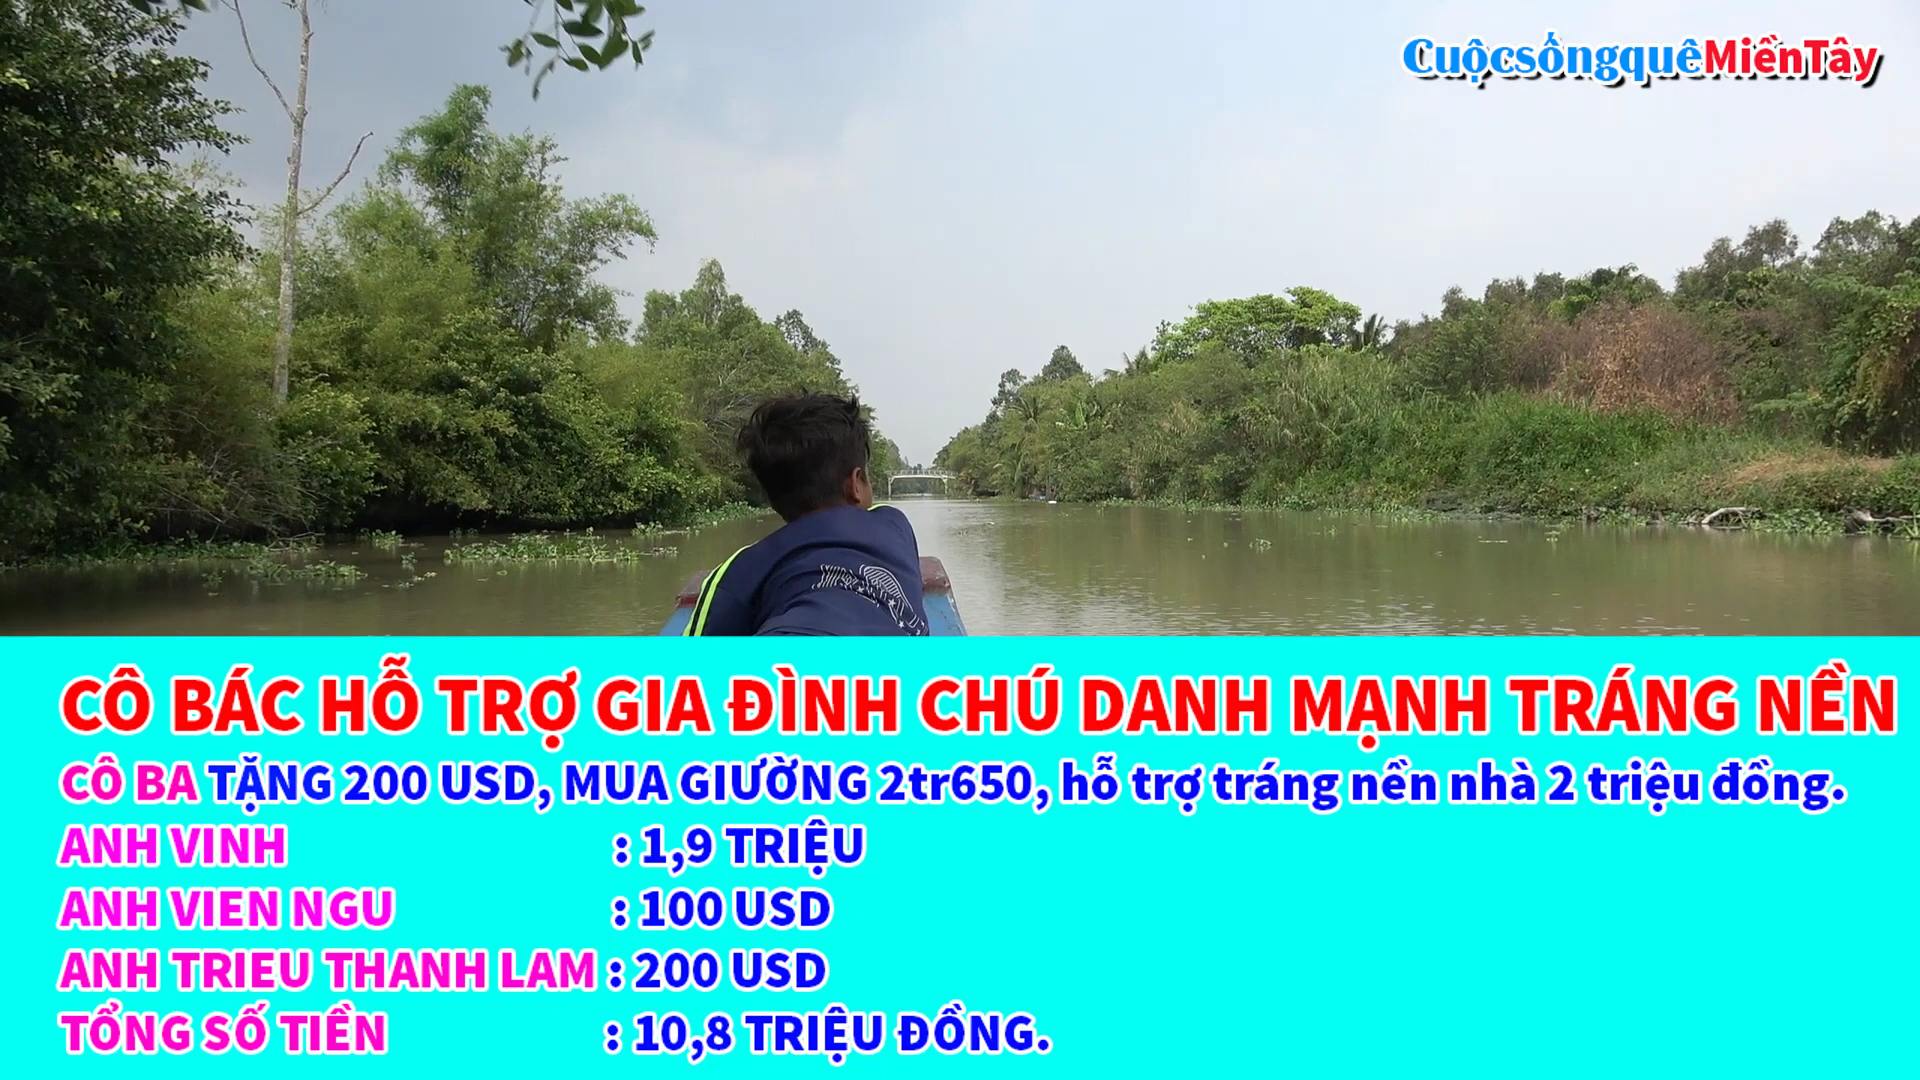 CuộcsốngquêMiềnTây
CÔ BÁC HỖ TRỢ GIA ĐÌNH CHÚ DANH MẠNH TRÁNG NỀN
CÔ BA TẶNG 200 USD, MUA GIƯỜNG 2tr650, hỗ trợ tráng nền nhà 2 triệu đồng.
ANH VINH : 1,9 TRIỆU
ANH VIEN NGU : 100 USD
ANH TRIEU THANH LAM : 200 USD
TỔNG SỐ TIỀN : 10,8 TRIỆU ĐỒNG.